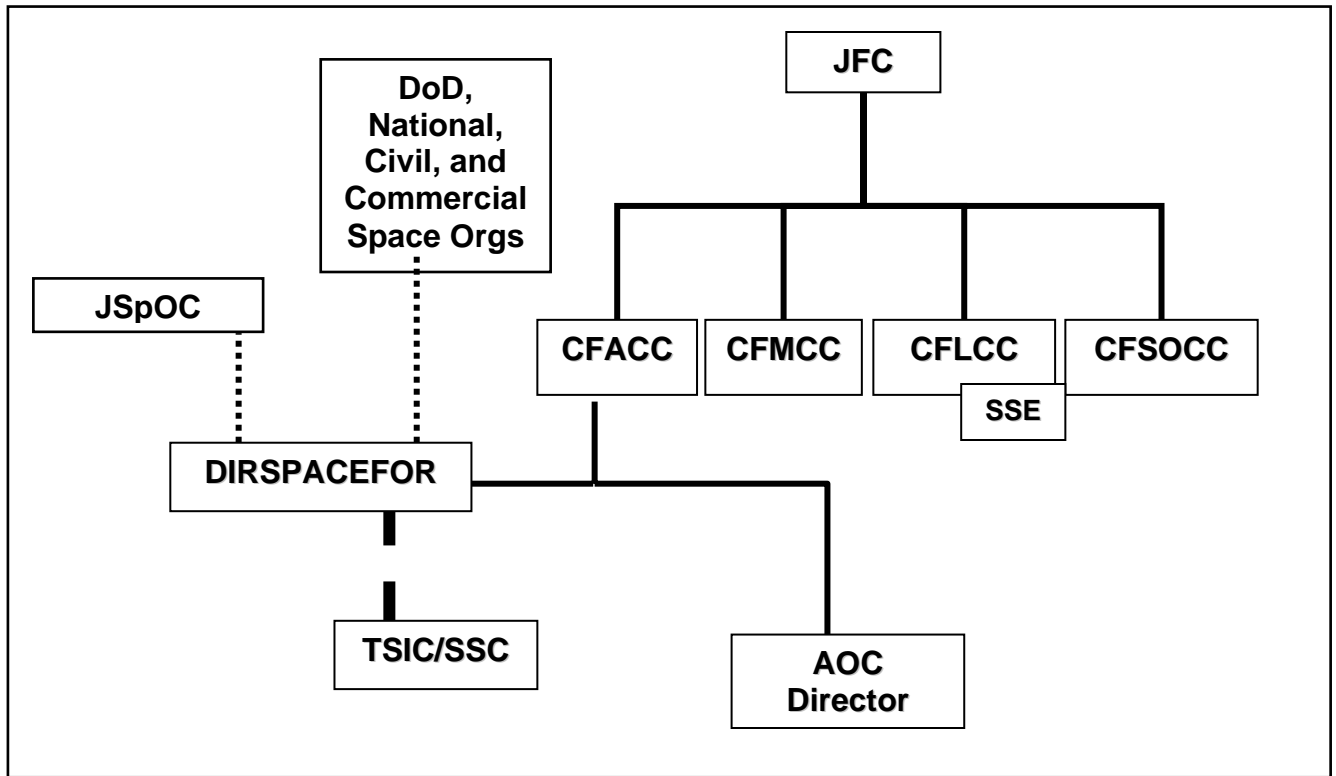 JFC
DoD,
National,
Civil, and
Commercial
Space Orgs
JSpOC
CFACC
CFMCC
CFLCC
CFSOCC
SSE
DIRSPACEFOR
TSIC/SSC
AOC
Director